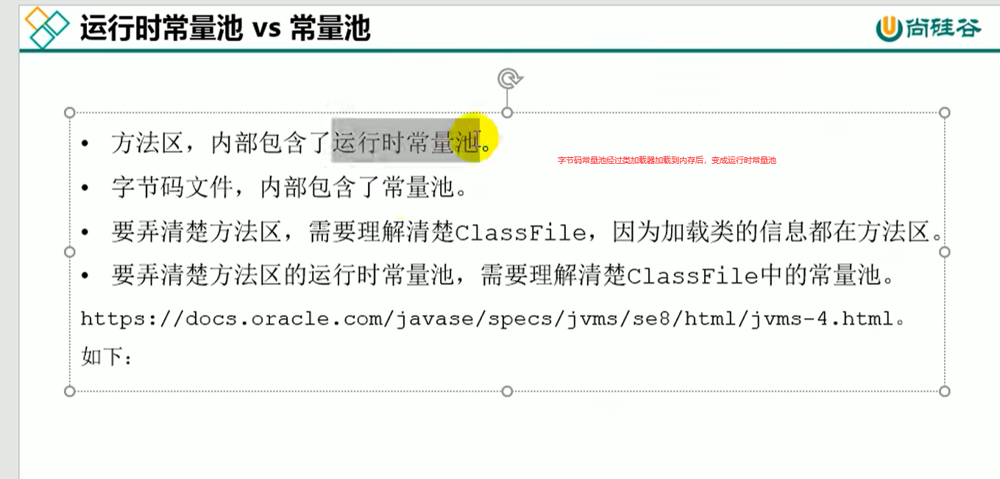 运行时常量池 vs 常量池
尚硅谷
• 方法区，内部包含了运行时常量池。
字节码常量池经过类加载器加载到内存后，变成运行时常量池
• 字节码文件，内部包含了常量池。
• 要弄清楚方法区，需要理解清楚ClassFile，因为加载类的信息都在方法区。
• 要弄清楚方法区的运行时常量池，需要理解清楚ClassFile中的常量池。
https://docs.oracle.com/javase/specs/jvms/se8/html/jvms-4.html。
如下：